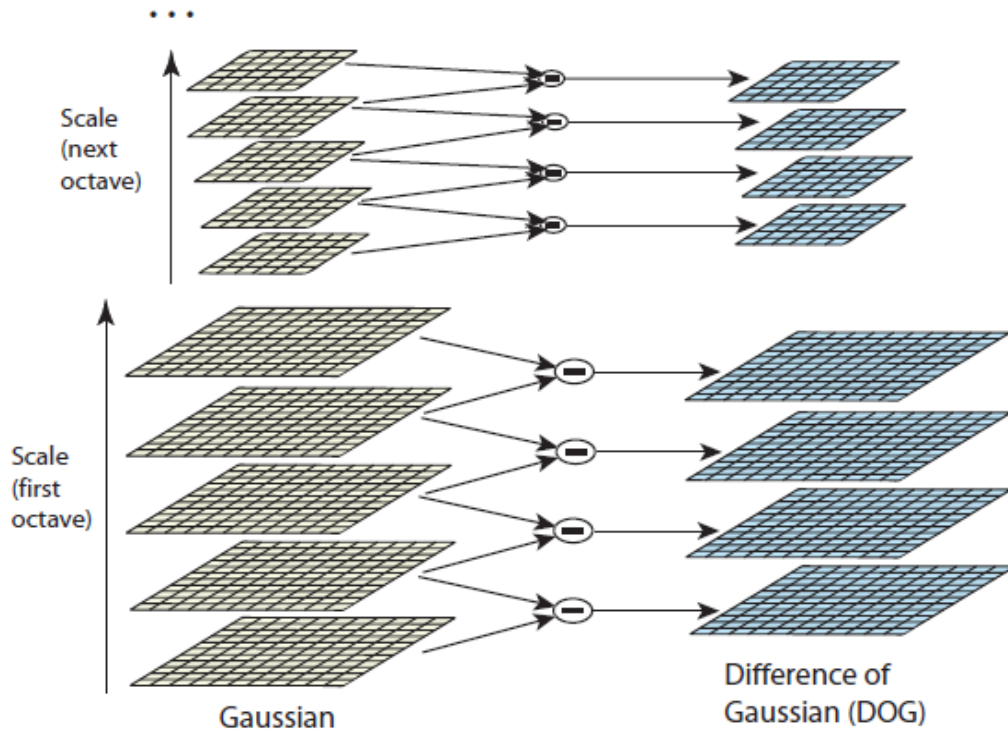 . . .
Scale
(next
octave)
Scale
(first
octave)
Gaussian
Difference of
Gaussian (DOG)